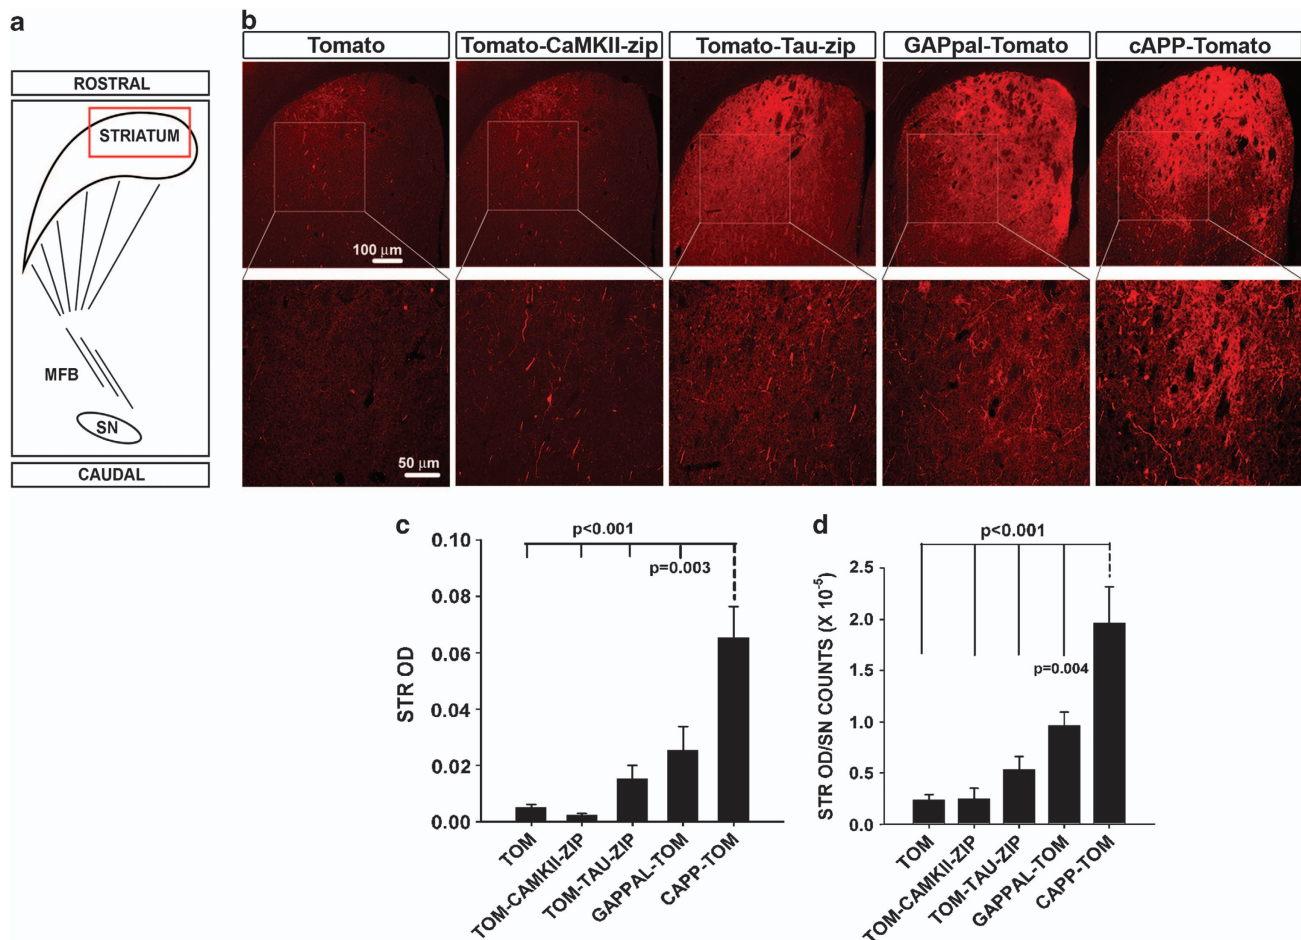 a
ROSTRAL
STRIATUM
MFB
SN
CAUDAL
b
Tomato
Tomato-CaMKII-zip
Tomato-Tau-zip
GAPpal-Tomato
cAPP-Tomato
100 µm
50 µm
c
p<0.001
p=0.003
STR OD
0.10
0.08
0.06
0.04
0.02
0.00
TOM
TOM-CAMKII-ZIP
TOM-TAU-ZIP
GAPPAL-TOM
CAPP-TOM
d
p<0.001
p=0.004
STR OD/SN COUNTS (X 10⁻⁵)
2.5
2.0
1.5
1.0
0.5
0.0
TOM
TOM-CAMKII-ZIP
TOM-TAU-ZIP
GAPPAL-TOM
CAPP-TOM